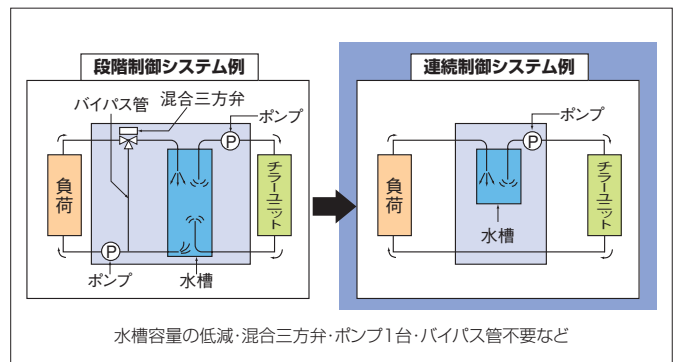 段階制御システム例
バイパス管
混合三方弁
ポンプ
P
負荷
チラーユニット
P
ポンプ
水槽
連続制御システム例
ポンプ
P
負荷
チラーユニット
水槽
水槽容量の低減・混合三方弁・ポンプ1台・バイパス管不要など